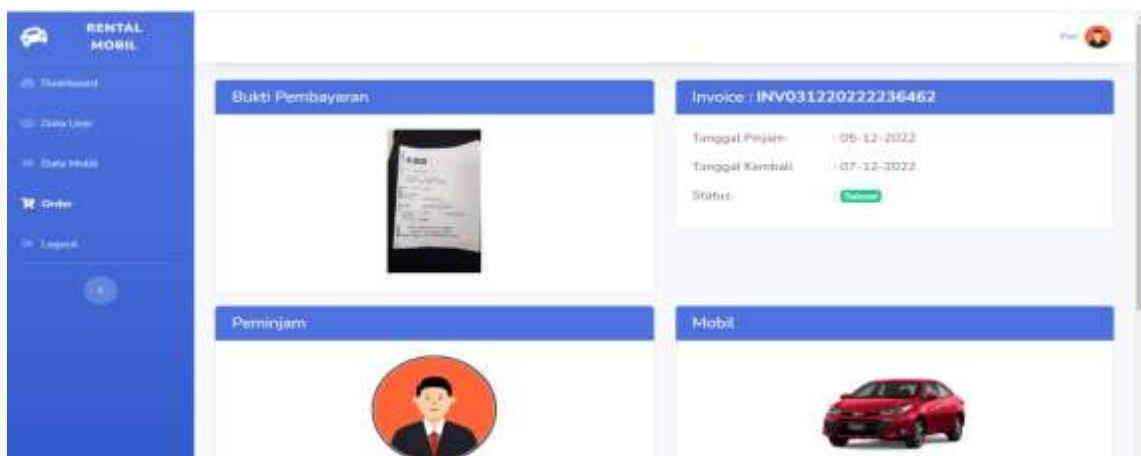 RENTAL
MOBIL
Dashboard
Data User
Data Mobil
Order
Logout
Bukti Pembayaran
Invoice : INV031220222236462
Tanggal Pinjam : 05-12-2022
Tanggal Kembali : 07-12-2022
Status : Selesai
Peminjam
Mobil